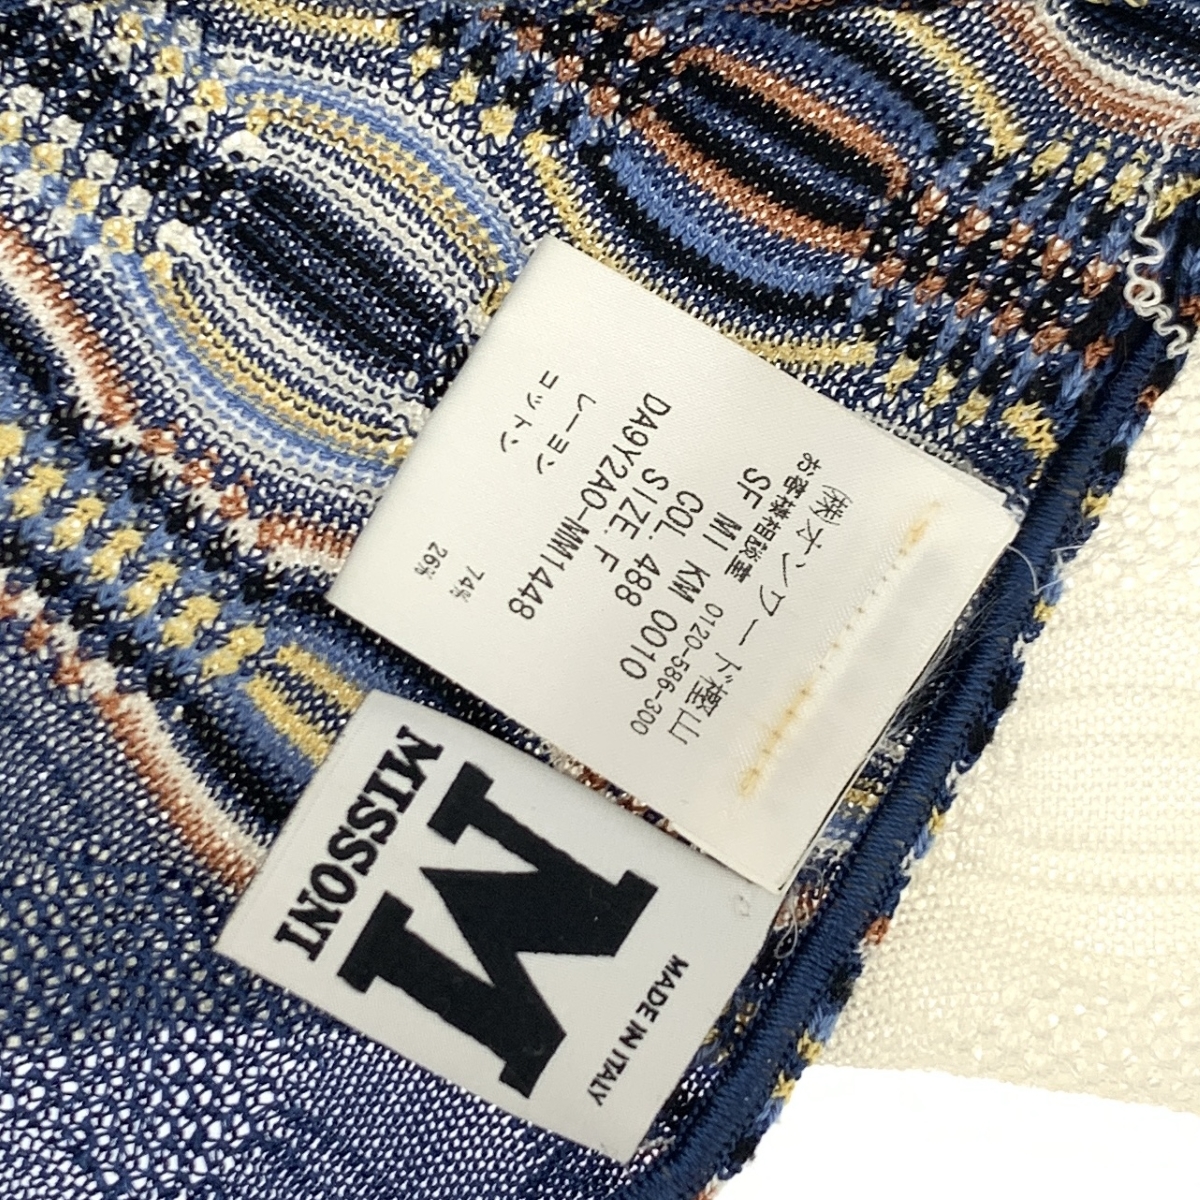 レーヨン 74%
コットン 26%
DA9Y2A0-MM1448
SIZE F
COL. 488
SF MI KM 0010
お客様相談室 0120-586-300
㈱オンワード樫山
M
MISSONI
MADE IN ITALY